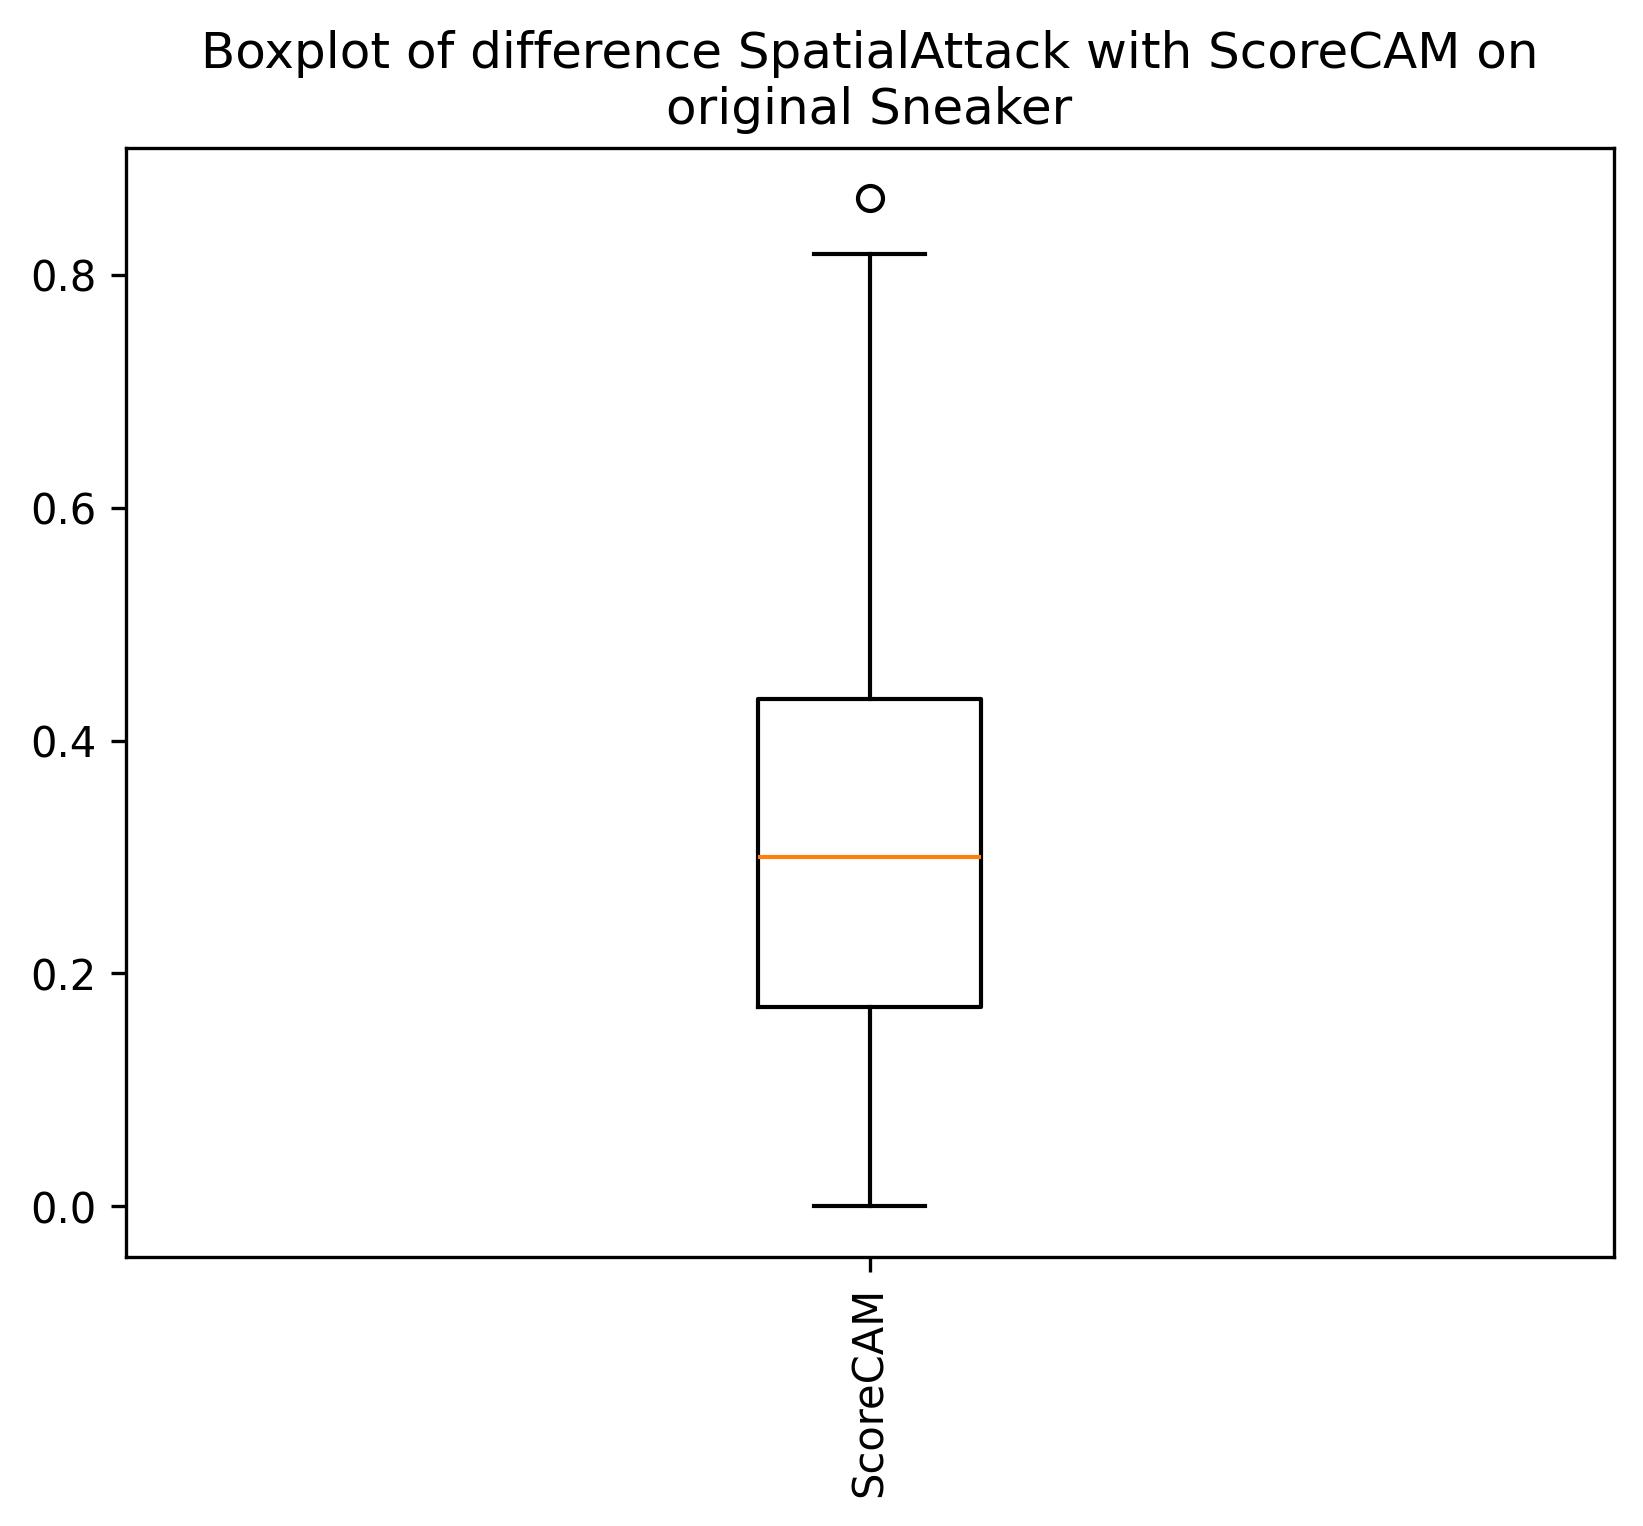 Boxplot of difference SpatialAttack with ScoreCAM on
original Sneaker
0.8
0.6
0.4
0.2
0.0
ScoreCAM